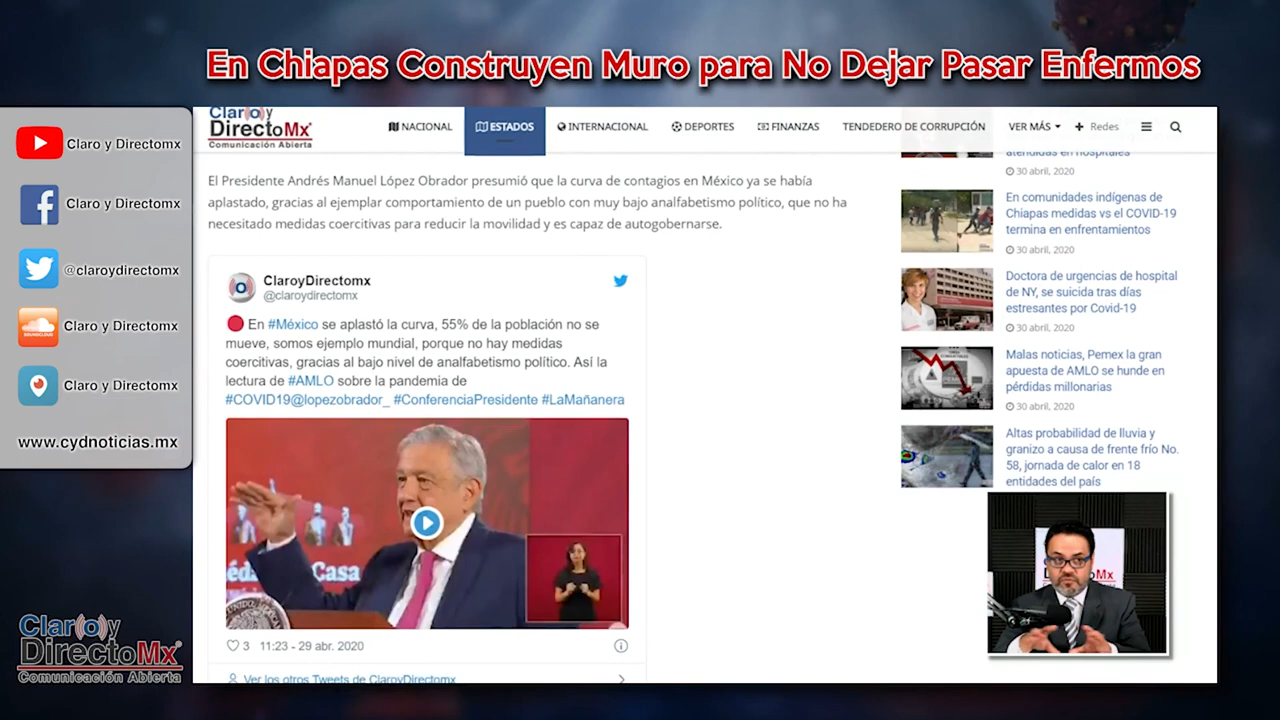 En Chiapas Construyen Muro para No Dejar Pasar Enfermos
Claro y Directomx
Claro y Directomx
@claroydirectomx
SOUNDCLOUD
Claro y Directomx
Claro y Directomx
www.cydnoticias.mx
Claro y
DirectoMx
Comunicación Abierta
Claro y
DirectoMx
Comunicación Abierta
NACIONAL ESTADOS INTERNACIONAL DEPORTES FINANZAS TENDEDERO DE CORRUPCIÓN VER MÁS + Redes
El Presidente Andrés Manuel López Obrador presumió que la curva de contagios en México ya se había
aplastado, gracias al ejemplar comportamiento de un pueblo con muy bajo analfabetismo político, que no ha
necesitado medidas coercitivas para reducir la movilidad y es capaz de autogobernarse.
ClaroyDirectomx
@claroydirectomx
En #México se aplastó la curva, 55% de la población no se
mueve, somos ejemplo mundial, porque no hay medidas
coercitivas, gracias al bajo nivel de analfabetismo político. Así la
lectura de #AMLO sobre la pandemia de
#COVID19@lopezobrador_ #ConferenciaPresidente #LaMañanera
Casa
3 11:23 - 29 abr. 2020
Ver los otros Tweets de ClaroyDirectomx
atendidas en hospitales
30 abril, 2020
En comunidades indígenas de
Chiapas medidas vs el COVID-19
termina en enfrentamientos
30 abril, 2020
Doctora de urgencias de hospital
de NY, se suicida tras días
estresantes por Covid-19
30 abril, 2020
Malas noticias, Pemex la gran
apuesta de AMLO se hunde en
pérdidas millonarias
30 abril, 2020
Altas probabilidad de lluvia y
granizo a causa de frente frío No.
58, jornada de calor en 18
entidades del país